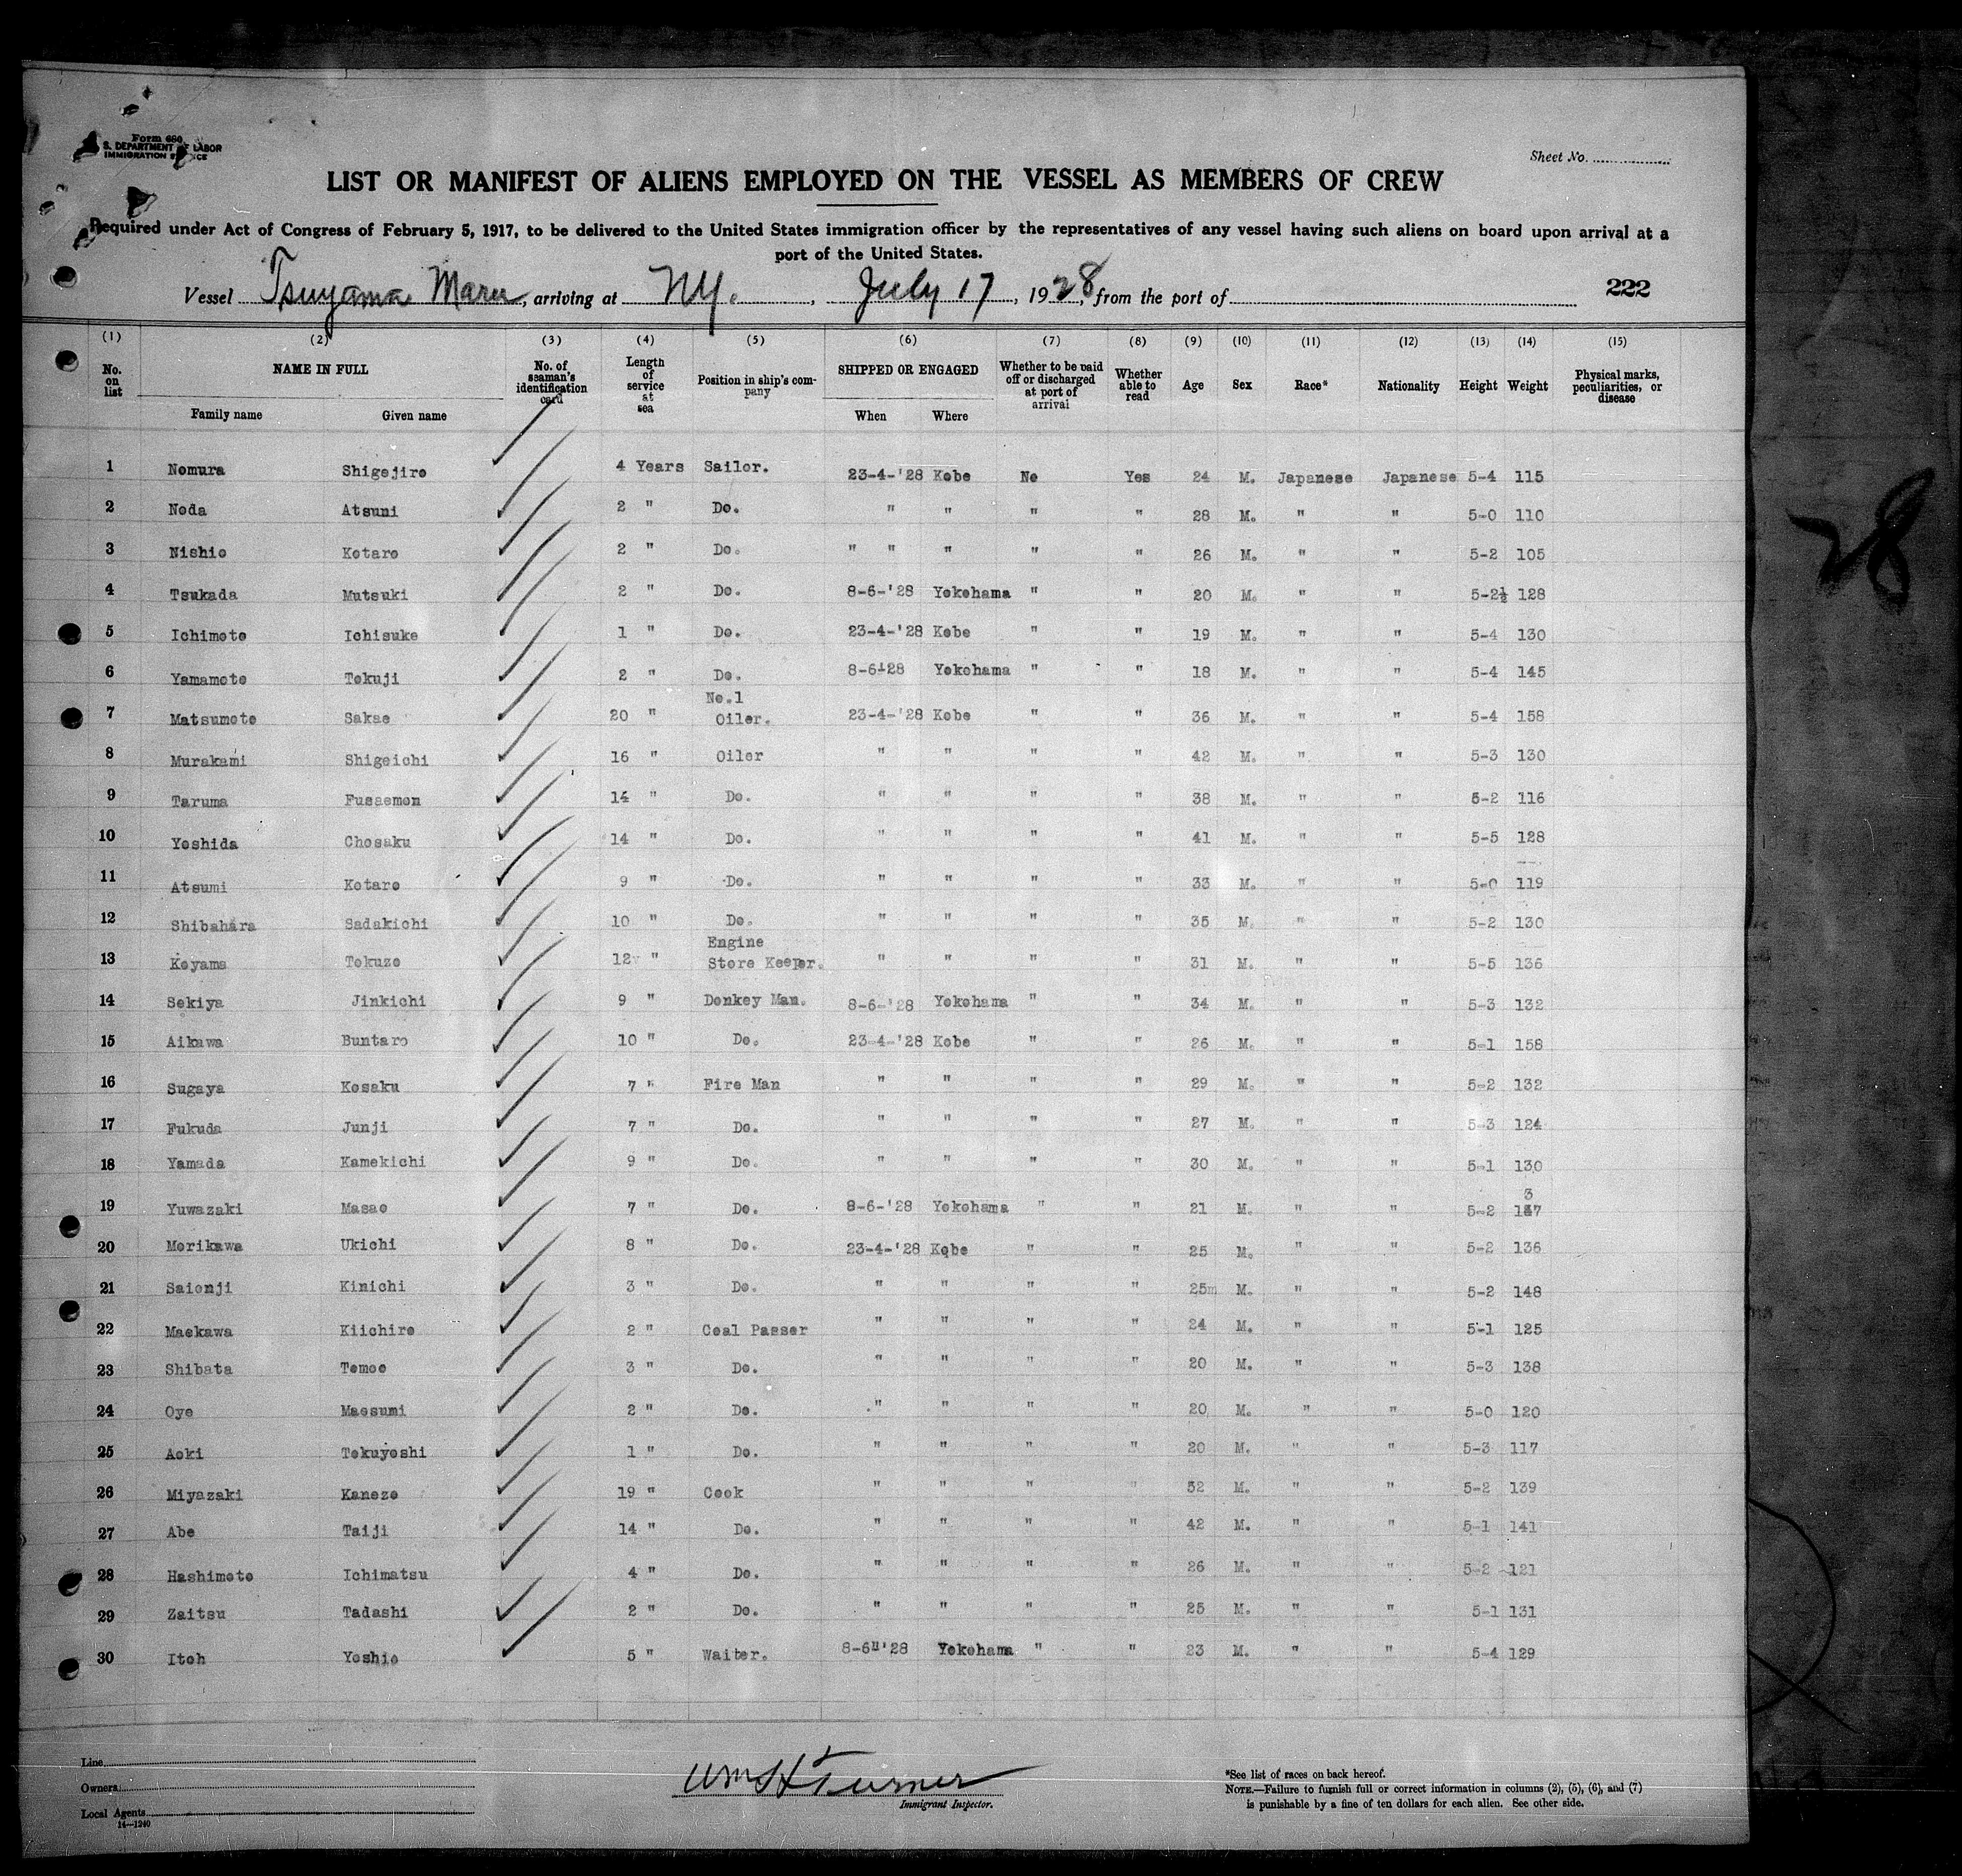 Form 680
S. DEPARTMENT OF LABOR
IMMIGRATION SERVICE
Sheet No.
LIST OR MANIFEST OF ALIENS EMPLOYED ON THE VESSEL AS MEMBERS OF CREW
Required under Act of Congress of February 5, 1917, to be delivered to the United States immigration officer by the representatives of any vessel having such aliens on board upon arrival at a
port of the United States.
Vessel Tsuyama Maru, arriving at N.Y., July 17, 1928, from the port of 222
(1) (2) (3) (4) (5) (6) (7) (8) (9) (10) (11) (12) (13) (14) (15)
No. on list NAME IN FULL Family name Given name No. of seaman's identification card Length of service at sea Position in ship's company SHIPPED OR ENGAGED When Where Whether to be paid off or discharged at port of arrival Whether able to read Age Sex Race* Nationality Height Weight Physical marks, peculiarities, or disease
1 Nomura Shigejiro 4 Years Sailor. 23-4-'28 Kobe No Yes 24 M. Japanese Japanese 5-4 115
2 Noda Atsuni 2 " Do. " " " " 28 M. " " 5-0 110
3 Nishio Kotaro 2 " Do. " " " " " 26 M. " " 5-2 105
4 Tsukada Mutsuki 2 " Do. 8-6-'28 Yokohama " " 20 M. " " 5-2½ 128
5 Ichimoto Ichisuke 1 " Do. 23-4-'28 Kobe " " 19 M. " " 5-4 130
6 Yamamoto Tokuji 2 " Do. 8-6-'28 Yokohama " " 18 M. " " 5-4 145
7 Matsumoto Sakae 20 " No.1 Oiler. 23-4-'28 Kobe " " 36 M. " " 5-4 158
8 Murakami Shigeichi 16 " Oiler " " " " 42 M. " " 5-3 130
9 Taruma Fusaemon 14 " Do. " " " " 38 M. " " 5-2 116
10 Yoshida Chosaku 14 " Do. " " " " 41 M. " " 5-5 128
11 Atsumi Kotaro 9 " Do. " " " " 33 M. " " 5-0 119
12 Shibahara Sadakichi 10 " Do. " " " " 35 M. " " 5-2 130
13 Koyama Tokuzo 12 " Engine Store Keeper. " " " " 31 M. " " 5-5 136
14 Sekiya Jinkichi 9 " Donkey Man. 8-6-'28 Yokohama " " 34 M. " " 5-3 132
15 Aikawa Buntaro 10 " Do. 23-4-'28 Kobe " " 26 M. " " 5-1 158
16 Sugaya Kosaku 7 " Fire Man " " " " 29 M. " " 5-2 132
17 Fukuda Junji 7 " Do. " " " " 27 M. " " 5-3 124
18 Yamada Kamekichi 9 " Do. " " " " 30 M. " " 5-1 130
19 Yuwazaki Masao 7 " Do. 8-6-'28 Yokohama " " 21 M. " " 5-2 137
20 Morikawa Ukichi 8 " Do. 23-4-'28 Kobe " " 25 M. " " 5-2 136
21 Saionji Kinichi 3 " Do. " " " " 25m M. " " 5-2 148
22 Maekawa Kiichiro 2 " Coal Passer " " " " 24 M. " " 5-1 125
23 Shibata Tomoo 3 " Do. " " " " 20 M. " " 5-3 138
24 Oye Masumi 2 " Do. " " " " 20 M. " " 5-0 120
25 Aoki Tokuyoshi 1 " Do. " " " " 20 M. " " 5-3 117
26 Miyazaki Kanezo 19 " Cook " " " " 52 M. " " 5-2 139
27 Abe Taiji 14 " Do. " " " " 42 M. " " 5-1 141
28 Hashimoto Ichimatsu 4 " Do. " " " " 26 M. " " 5-2 121
29 Zaitsu Tadashi 2 " Do. " " " " 25 M. " " 5-1 131
30 Itoh Yoshio 5 " Waiter. 8-6-'28 Yokohama " " 23 M. " " 5-4 129
28
Line
Owners
Local Agents
14—1240
Wm H Turner
Immigrant Inspector.
*See list of races on back hereof.
NOTE.—Failure to furnish full or correct information in columns (2), (5), (6), and (7)
is punishable by a fine of ten dollars for each alien. See other side.